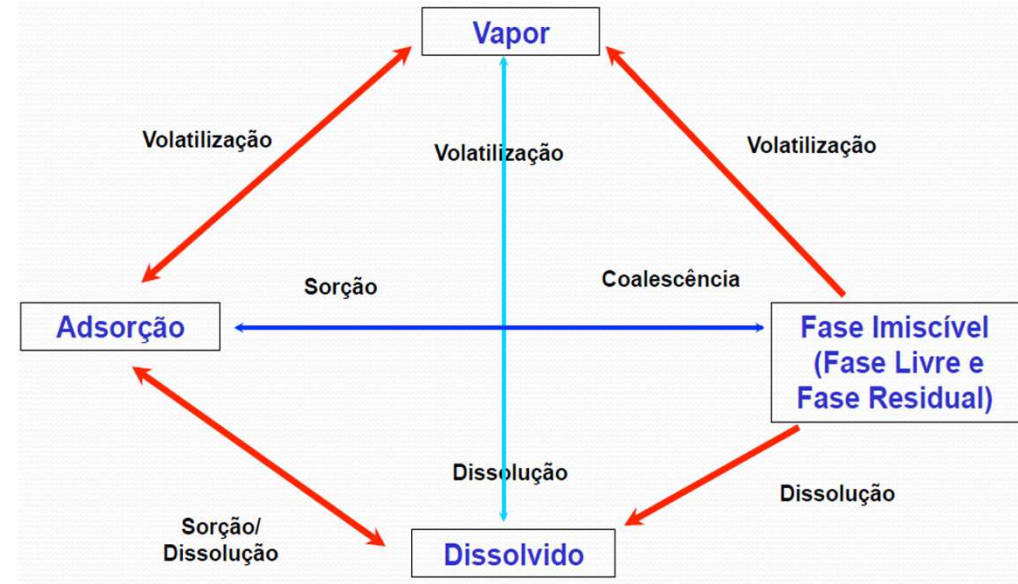 Vapor
Volatilização
Volatilização
Volatilização
Sorção
Coalescência
Adsorção
Fase Imiscível
(Fase Livre e
Fase Residual)
Dissolução
Dissolução
Sorção/
Dissolução
Dissolvido